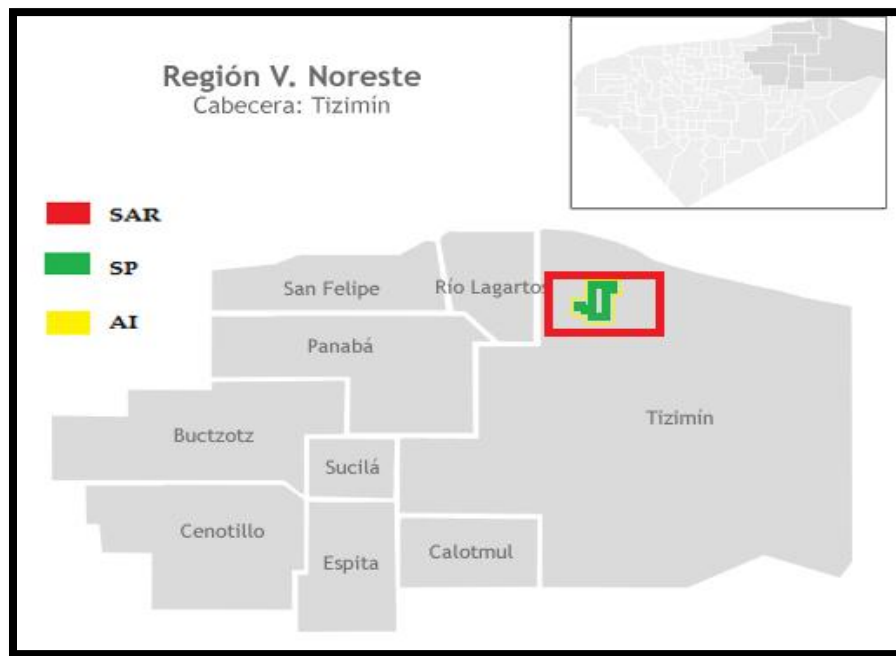 Región V. Noreste
Cabecera: Tizimín
SAR
SP
AI
San Felipe
Río Lagartos
Panabá
Tizimín
Buctzotz
Sucilá
Cenotillo
Espita
Calotmul